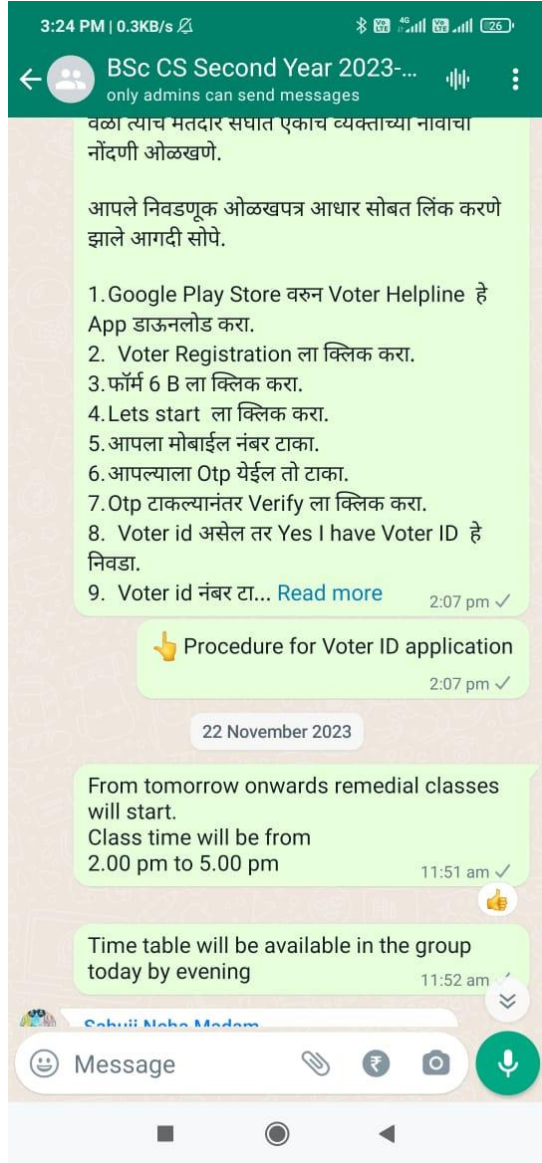 3:24 PM | 0.3KB/s
4G
26
BSc CS Second Year 2023-...
only admins can send messages
नोंदणी ओळखणे.
आपले निवडणूक ओळखपत्र आधार सोबत लिंक करणे
झाले आगदी सोपे.
1.Google Play Store वरुन Voter Helpline हे
App डाऊनलोड करा.
2. Voter Registration ला क्लिक करा.
3.फॉर्म 6 B ला क्लिक करा.
4.Lets start ला क्लिक करा.
5.आपला मोबाईल नंबर टाका.
6.आपल्याला Otp येईल तो टाका.
7.Otp टाकल्यानंतर Verify ला क्लिक करा.
8. Voter id असेल तर Yes I have Voter ID हे
निवडा.
9. Voter id नंबर टा... Read more
2:07 pm
Procedure for Voter ID application
2:07 pm
22 November 2023
From tomorrow onwards remedial classes
will start.
Class time will be from
2.00 pm to 5.00 pm
11:51 am
Time table will be available in the group
today by evening
11:52 am
Message